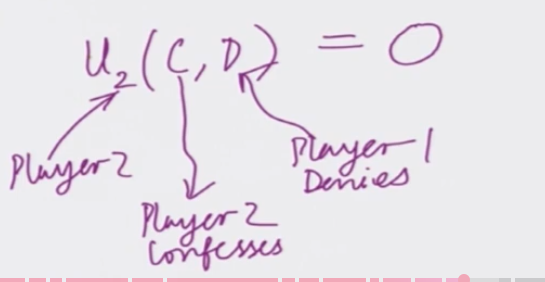 U₂(C, D) = 0
Player 2
Player 1
Denies
Player 2
Confesses